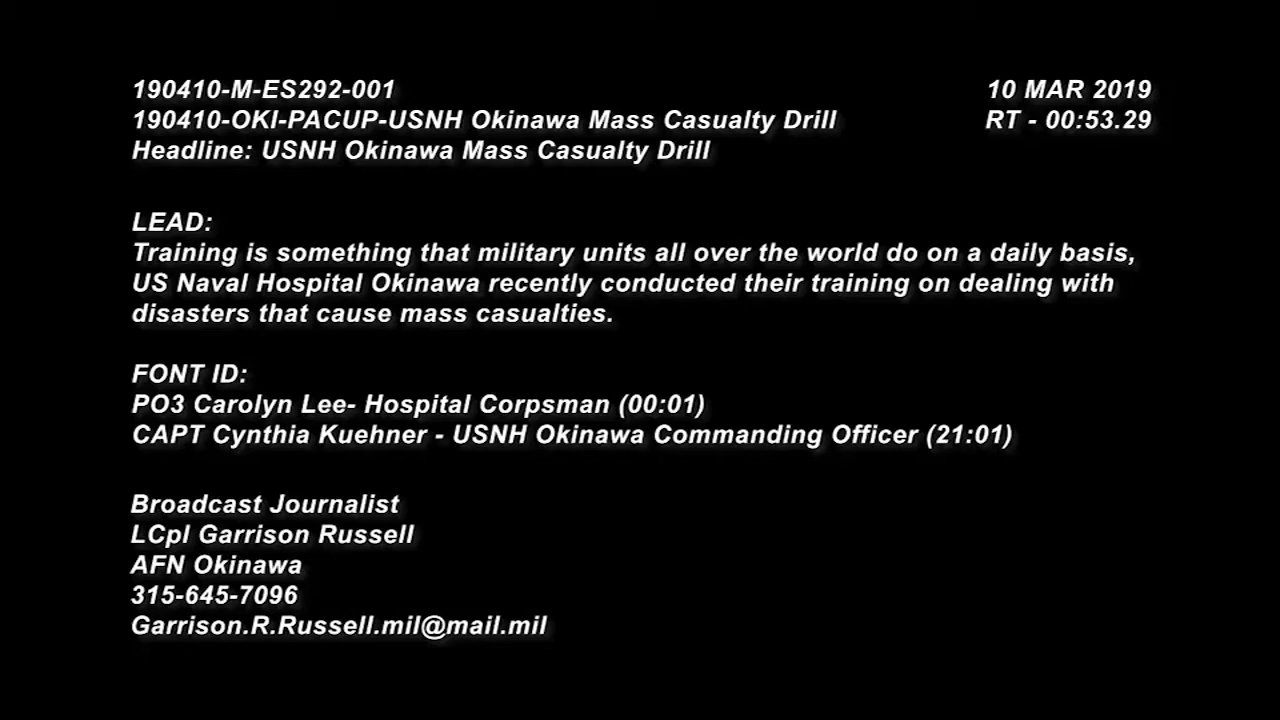 190410-M-ES292-001
10 MAR 2019
190410-OKI-PACUP-USNH Okinawa Mass Casualty Drill
RT - 00:53.29
Headline: USNH Okinawa Mass Casualty Drill
LEAD:
Training is something that military units all over the world do on a daily basis,
US Naval Hospital Okinawa recently conducted their training on dealing with
disasters that cause mass casualties.
FONT ID:
PO3 Carolyn Lee- Hospital Corpsman (00:01)
CAPT Cynthia Kuehner - USNH Okinawa Commanding Officer (21:01)
Broadcast Journalist
LCpl Garrison Russell
AFN Okinawa
315-645-7096
Garrison.R.Russell.mil@mail.mil